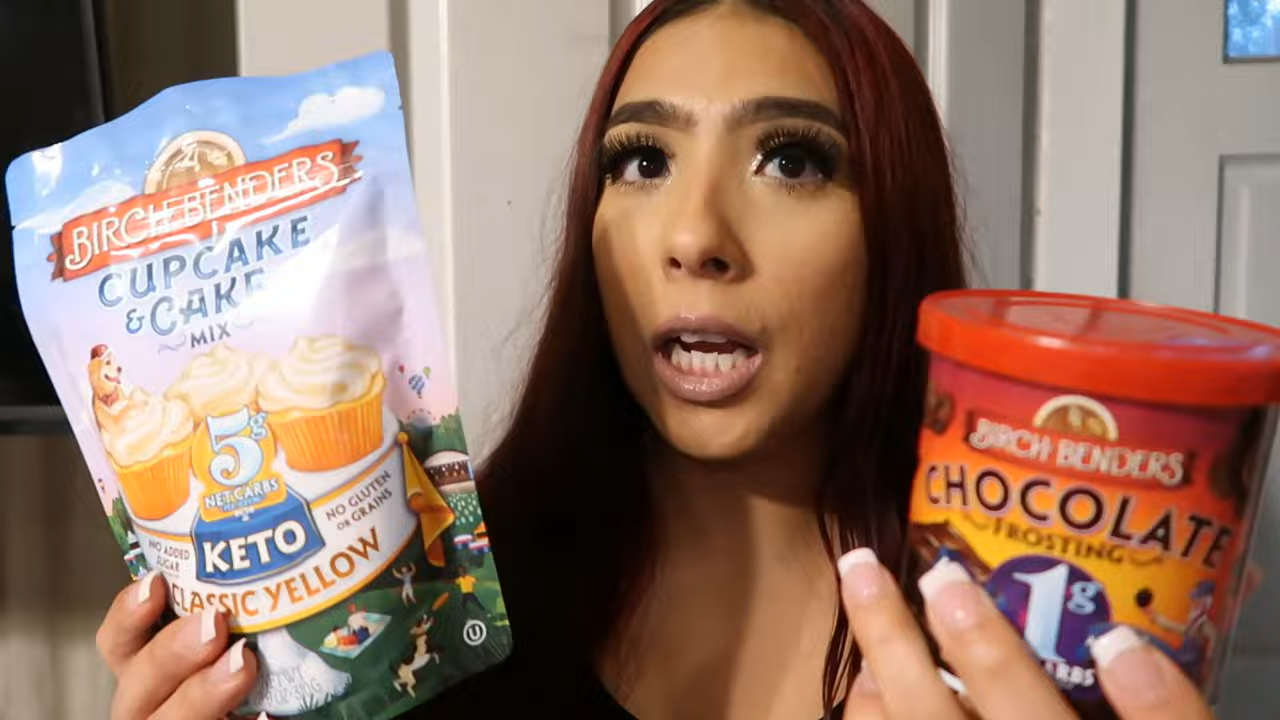 BIRCH BENDERS
CUPCAKE
& CAKE
MIX
5g
NET CARBS
KETO
NO GLUTEN
OR GRAINS
NO ADDED
SUGAR
CLASSIC YELLOW
U
BIRCH BENDERS
CHOCOLATE
FROSTING
1g